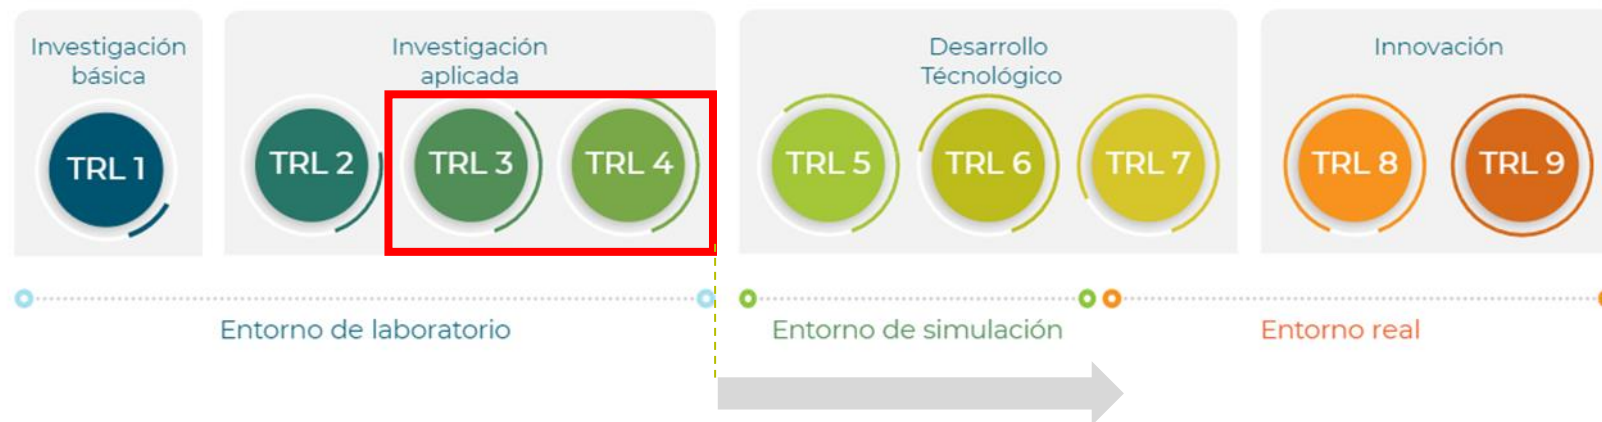 Investigación
básica
Investigación
aplicada
Desarrollo
Técnológico
Innovación
TRL 1
TRL 2
TRL 3
TRL 4
TRL 5
TRL 6
TRL 7
TRL 8
TRL 9
Entorno de laboratorio
Entorno de simulación
Entorno real